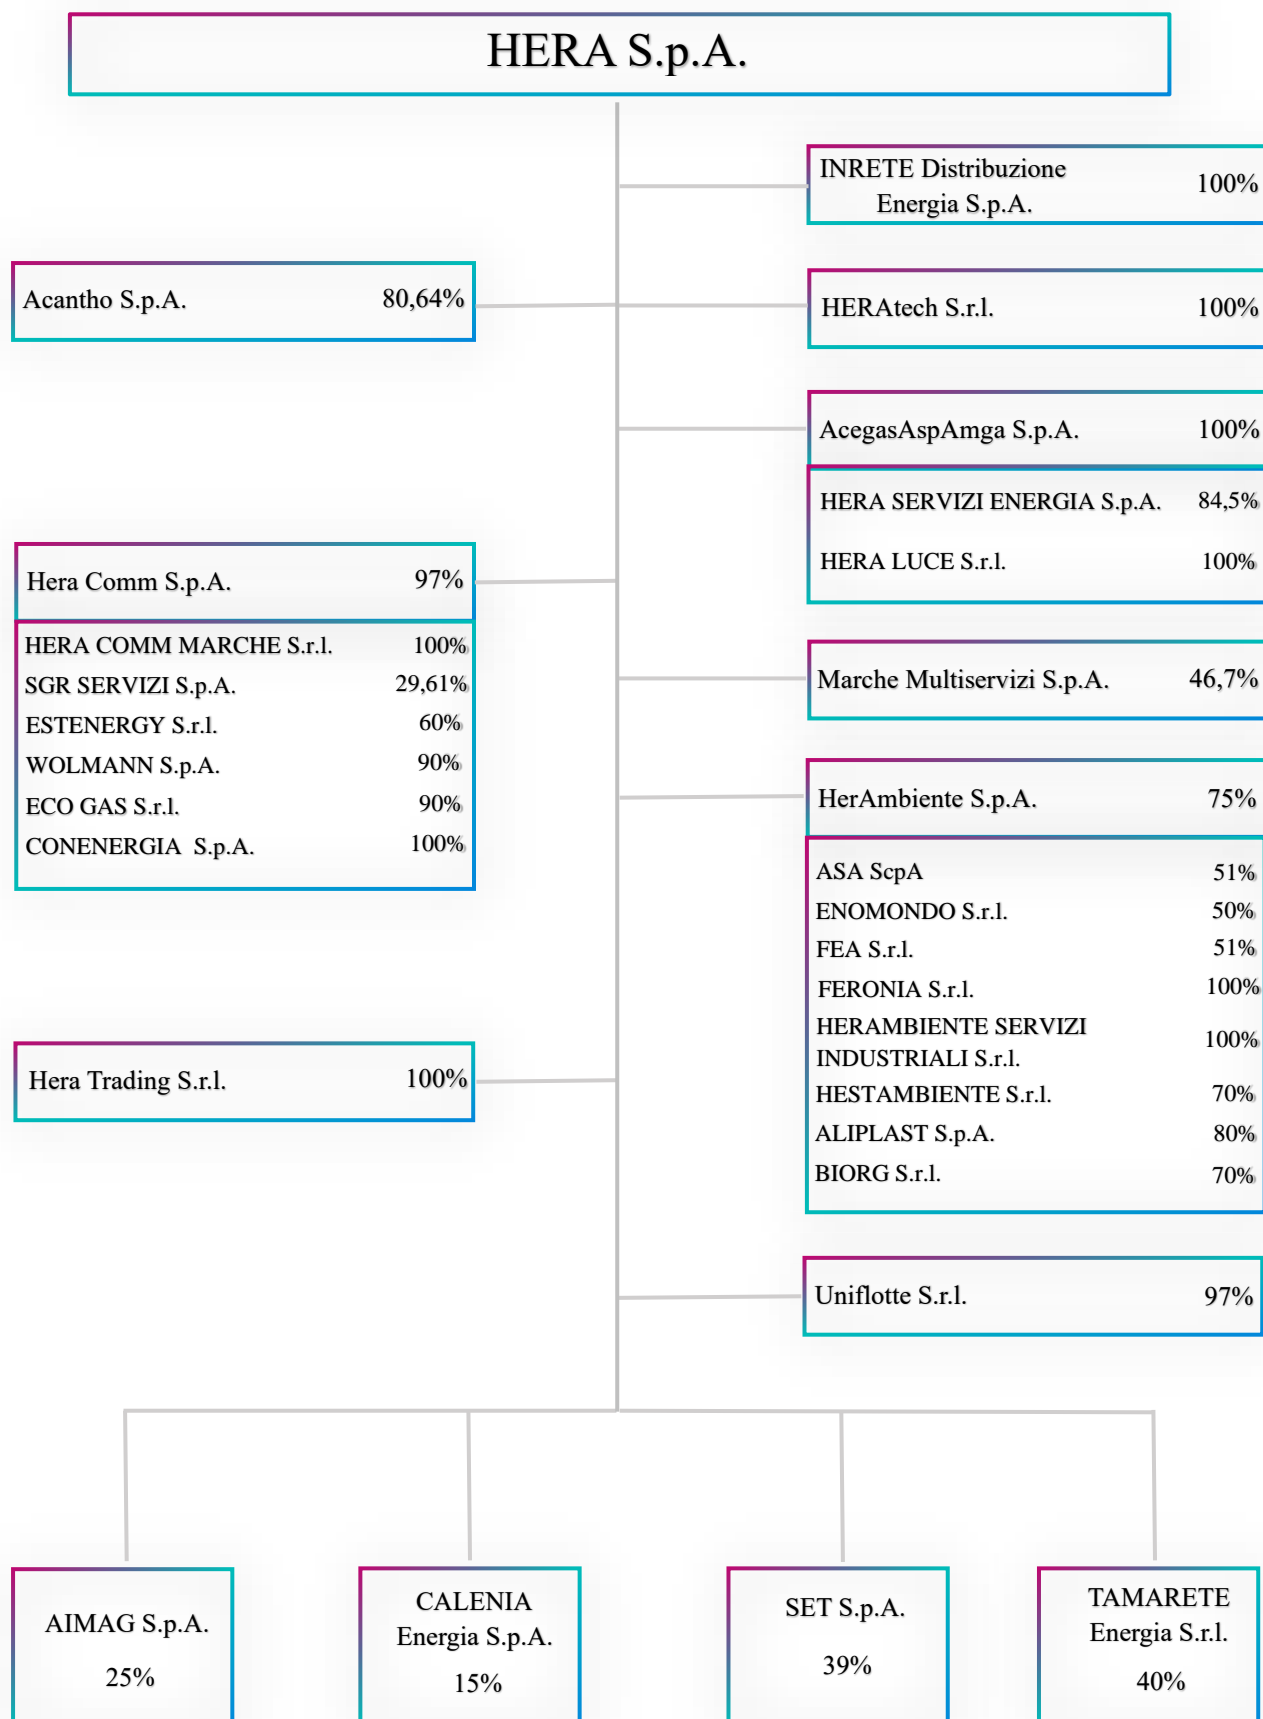 HERA S.p.A.
INRETE Distribuzione
Energia S.p.A.
100%
Acantho S.p.A. 80,64%
HERAtech S.r.l. 100%
AcegasAspAmga S.p.A. 100%
HERA SERVIZI ENERGIA S.p.A. 84,5%
HERA LUCE S.r.l. 100%
Hera Comm S.p.A. 97%
HERA COMM MARCHE S.r.l. 100%
SGR SERVIZI S.p.A. 29,61%
ESTENERGY S.r.l. 60%
WOLMANN S.p.A. 90%
ECO GAS S.r.l. 90%
CONENERGIA S.p.A. 100%
Marche Multiservizi S.p.A. 46,7%
HerAmbiente S.p.A. 75%
ASA ScpA 51%
ENOMONDO S.r.l. 50%
FEA S.r.l. 51%
FERONIA S.r.l. 100%
HERAMBIENTE SERVIZI
INDUSTRIALI S.r.l.
100%
HESTAMBIENTE S.r.l. 70%
ALIPLAST S.p.A. 80%
BIORG S.r.l. 70%
Hera Trading S.r.l. 100%
Uniflotte S.r.l. 97%
AIMAG S.p.A.
25%
CALENIA
Energia S.p.A.
15%
SET S.p.A.
39%
TAMARETE
Energia S.r.l.
40%